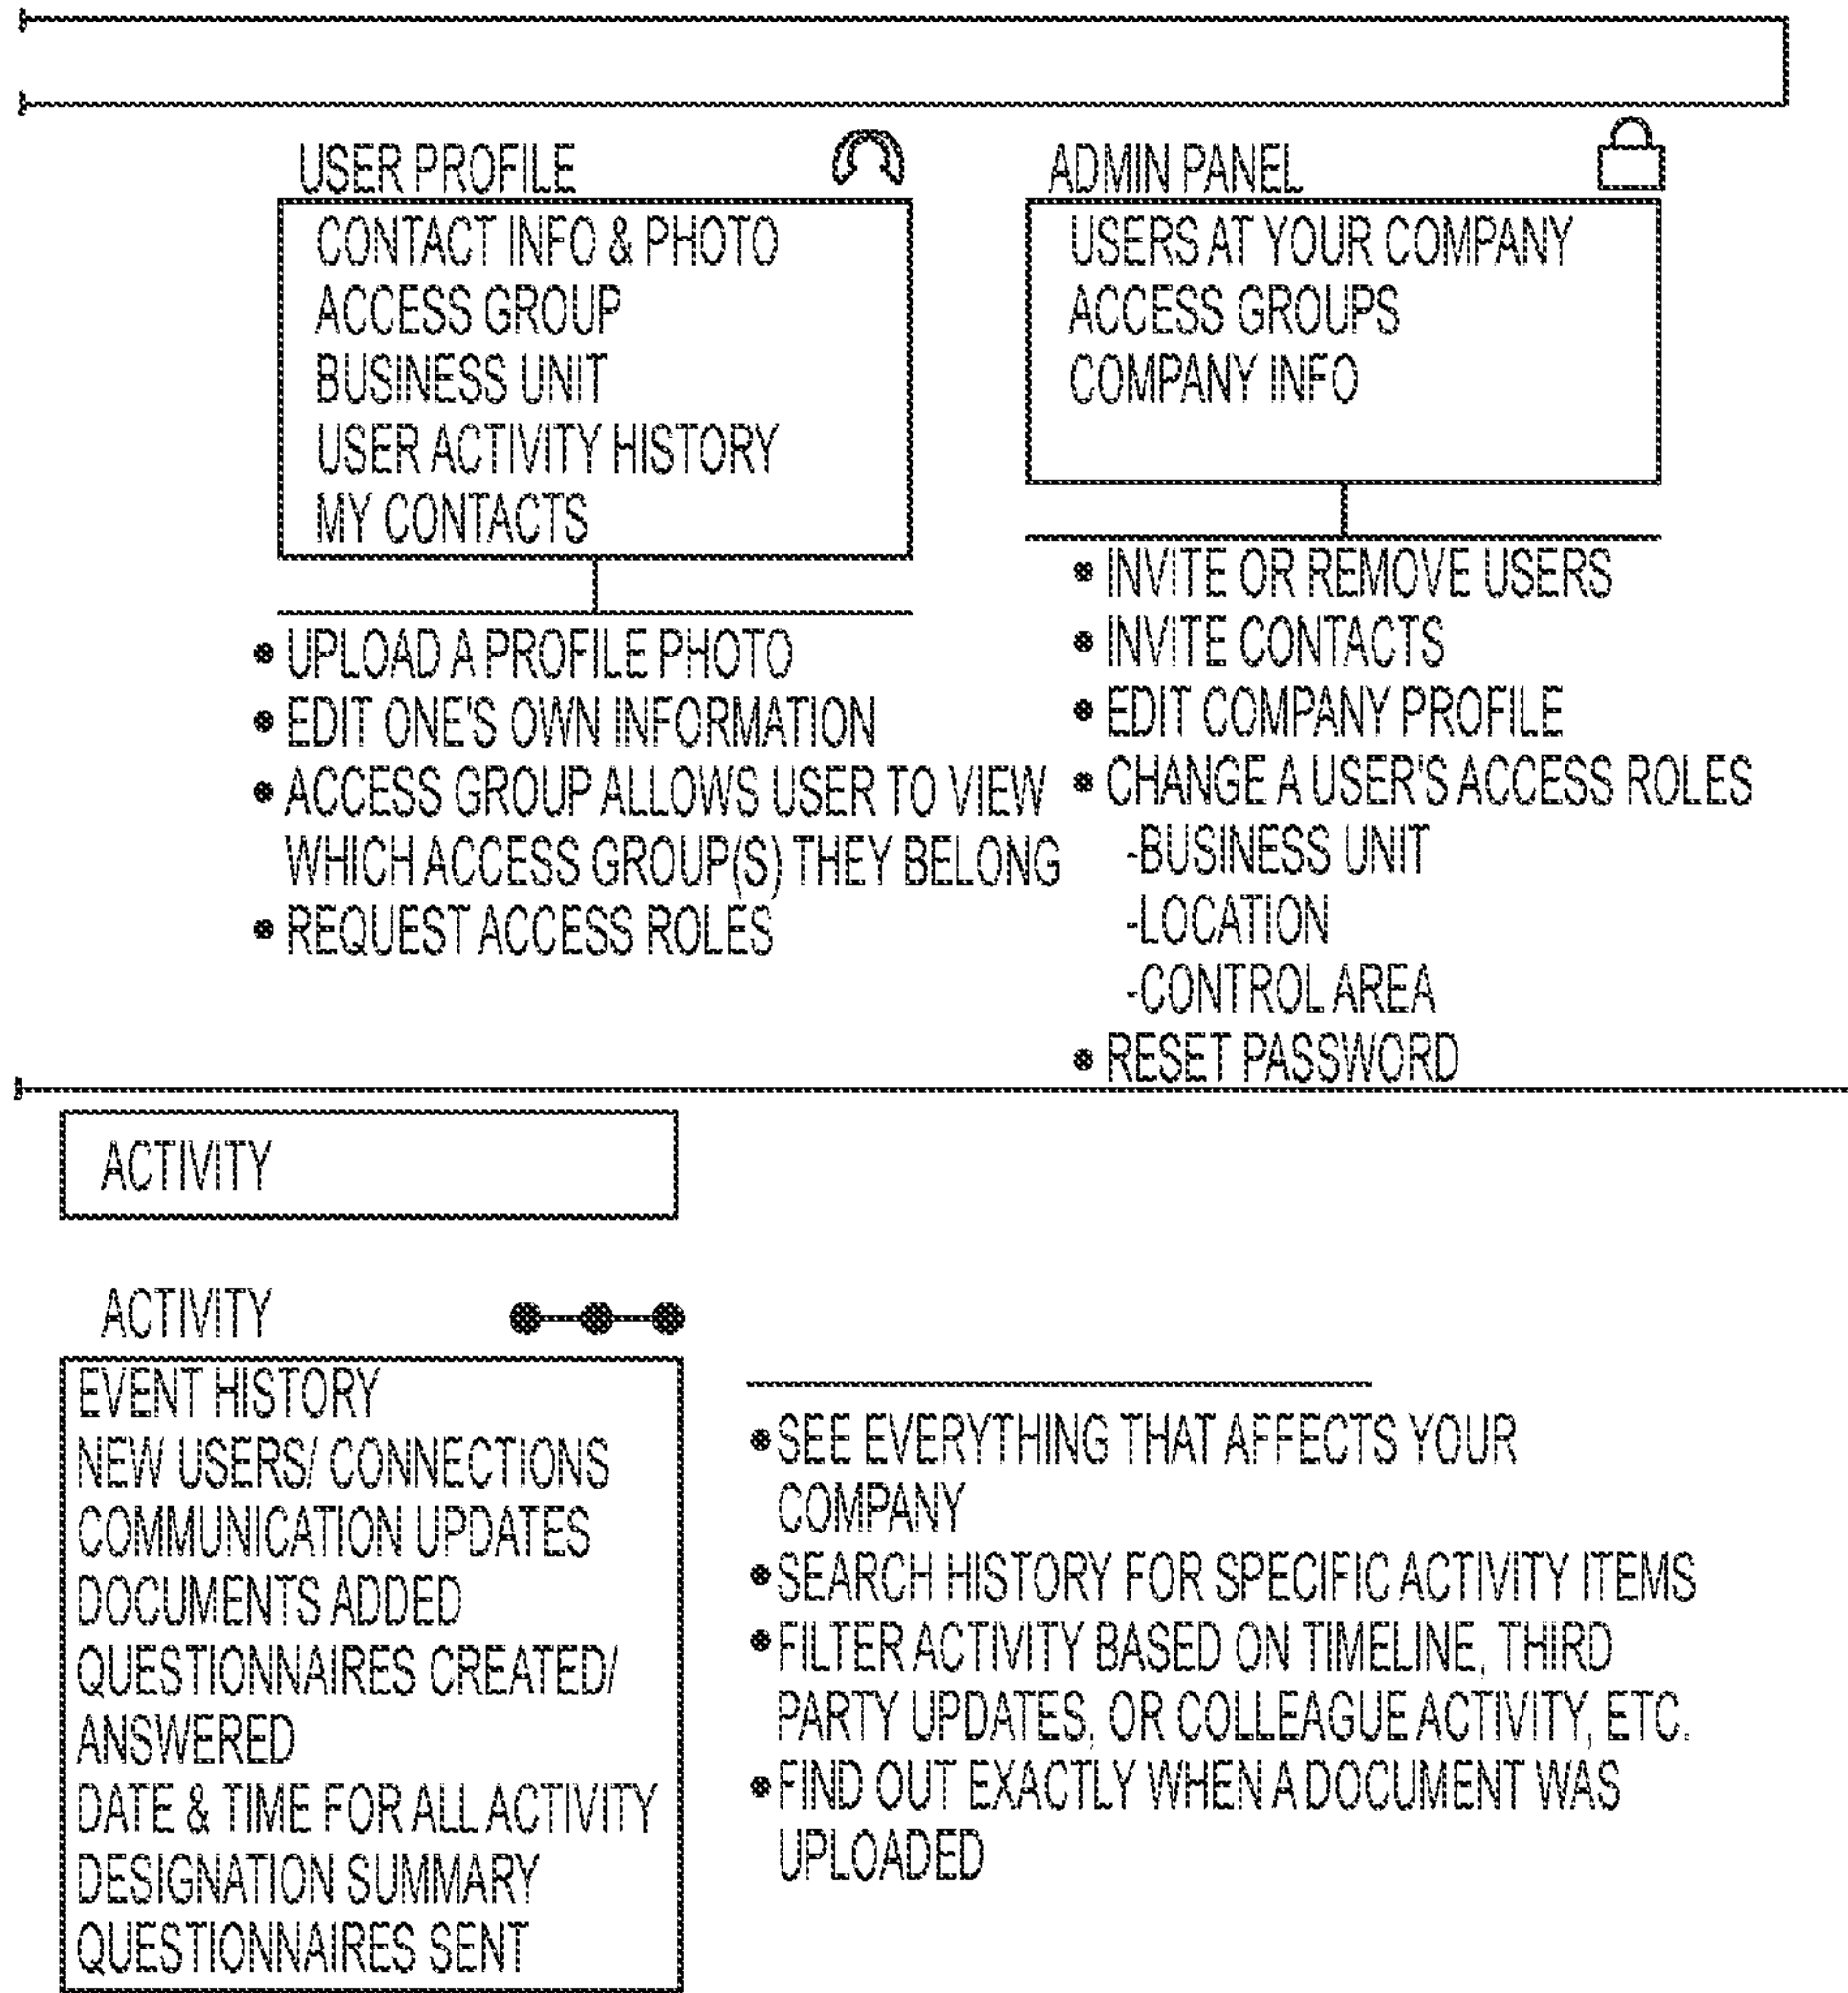 USER PROFILE
CONTACT INFO & PHOTO
ACCESS GROUP
BUSINESS UNIT
USER ACTIVITY HISTORY
MY CONTACTS
• UPLOAD A PROFILE PHOTO
• EDIT ONE'S OWN INFORMATION
• ACCESS GROUP ALLOWS USER TO VIEW
WHICH ACCESS GROUP(S) THEY BELONG
• REQUEST ACCESS ROLES
ADMIN PANEL
USERS AT YOUR COMPANY
ACCESS GROUPS
COMPANY INFO
• INVITE OR REMOVE USERS
• INVITE CONTACTS
• EDIT COMPANY PROFILE
• CHANGE A USER'S ACCESS ROLES
-BUSINESS UNIT
-LOCATION
-CONTROL AREA
• RESET PASSWORD
ACTIVITY
ACTIVITY
EVENT HISTORY
NEW USERS/ CONNECTIONS
COMMUNICATION UPDATES
DOCUMENTS ADDED
QUESTIONNAIRES CREATED/
ANSWERED
DATE & TIME FOR ALL ACTIVITY
DESIGNATION SUMMARY
QUESTIONNAIRES SENT
• SEE EVERYTHING THAT AFFECTS YOUR
COMPANY
• SEARCH HISTORY FOR SPECIFIC ACTIVITY ITEMS
• FILTER ACTIVITY BASED ON TIMELINE, THIRD
PARTY UPDATES, OR COLLEAGUE ACTIVITY, ETC.
• FIND OUT EXACTLY WHEN A DOCUMENT WAS
UPLOADED